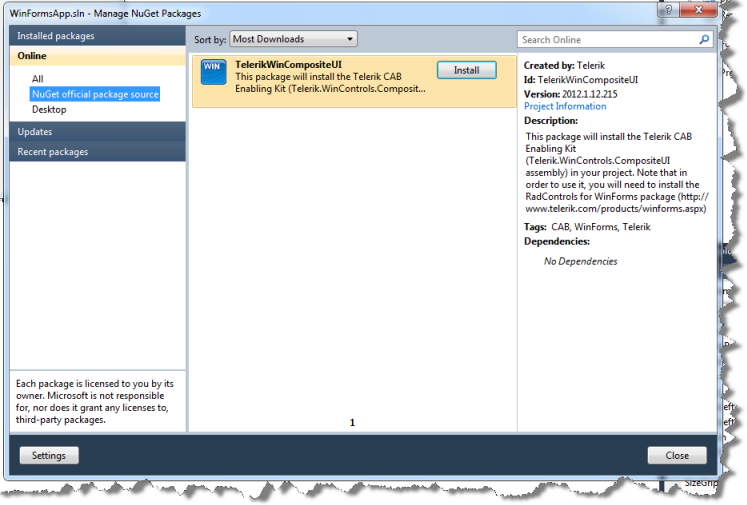 WinFormsApp.sln - Manage NuGet Packages
Installed packages
Online
All
NuGet official package source
Desktop
Updates
Recent packages
Each package is licensed to you by its
owner. Microsoft is not responsible
for, nor does it grant any licenses to,
third-party packages.
Settings
Sort by: Most Downloads
WIN
TelerikWinCompositeUI
This package will install the Telerik CAB
Enabling Kit (Telerik.WinControls.Composit...
Install
1
Search Online
Created by: Telerik
Id: TelerikWinCompositeUI
Version: 2012.1.12.215
Project Information
Description:
This package will install the Telerik CAB
Enabling Kit
(Telerik.WinControls.CompositeUI
assembly) in your project. Note that in
order to use it, you will need to install the
RadControls for WinForms package (http://
www.telerik.com/products/winforms.aspx)
Tags: CAB, WinForms, Telerik
Dependencies:
No Dependencies
Close
SizeGrip